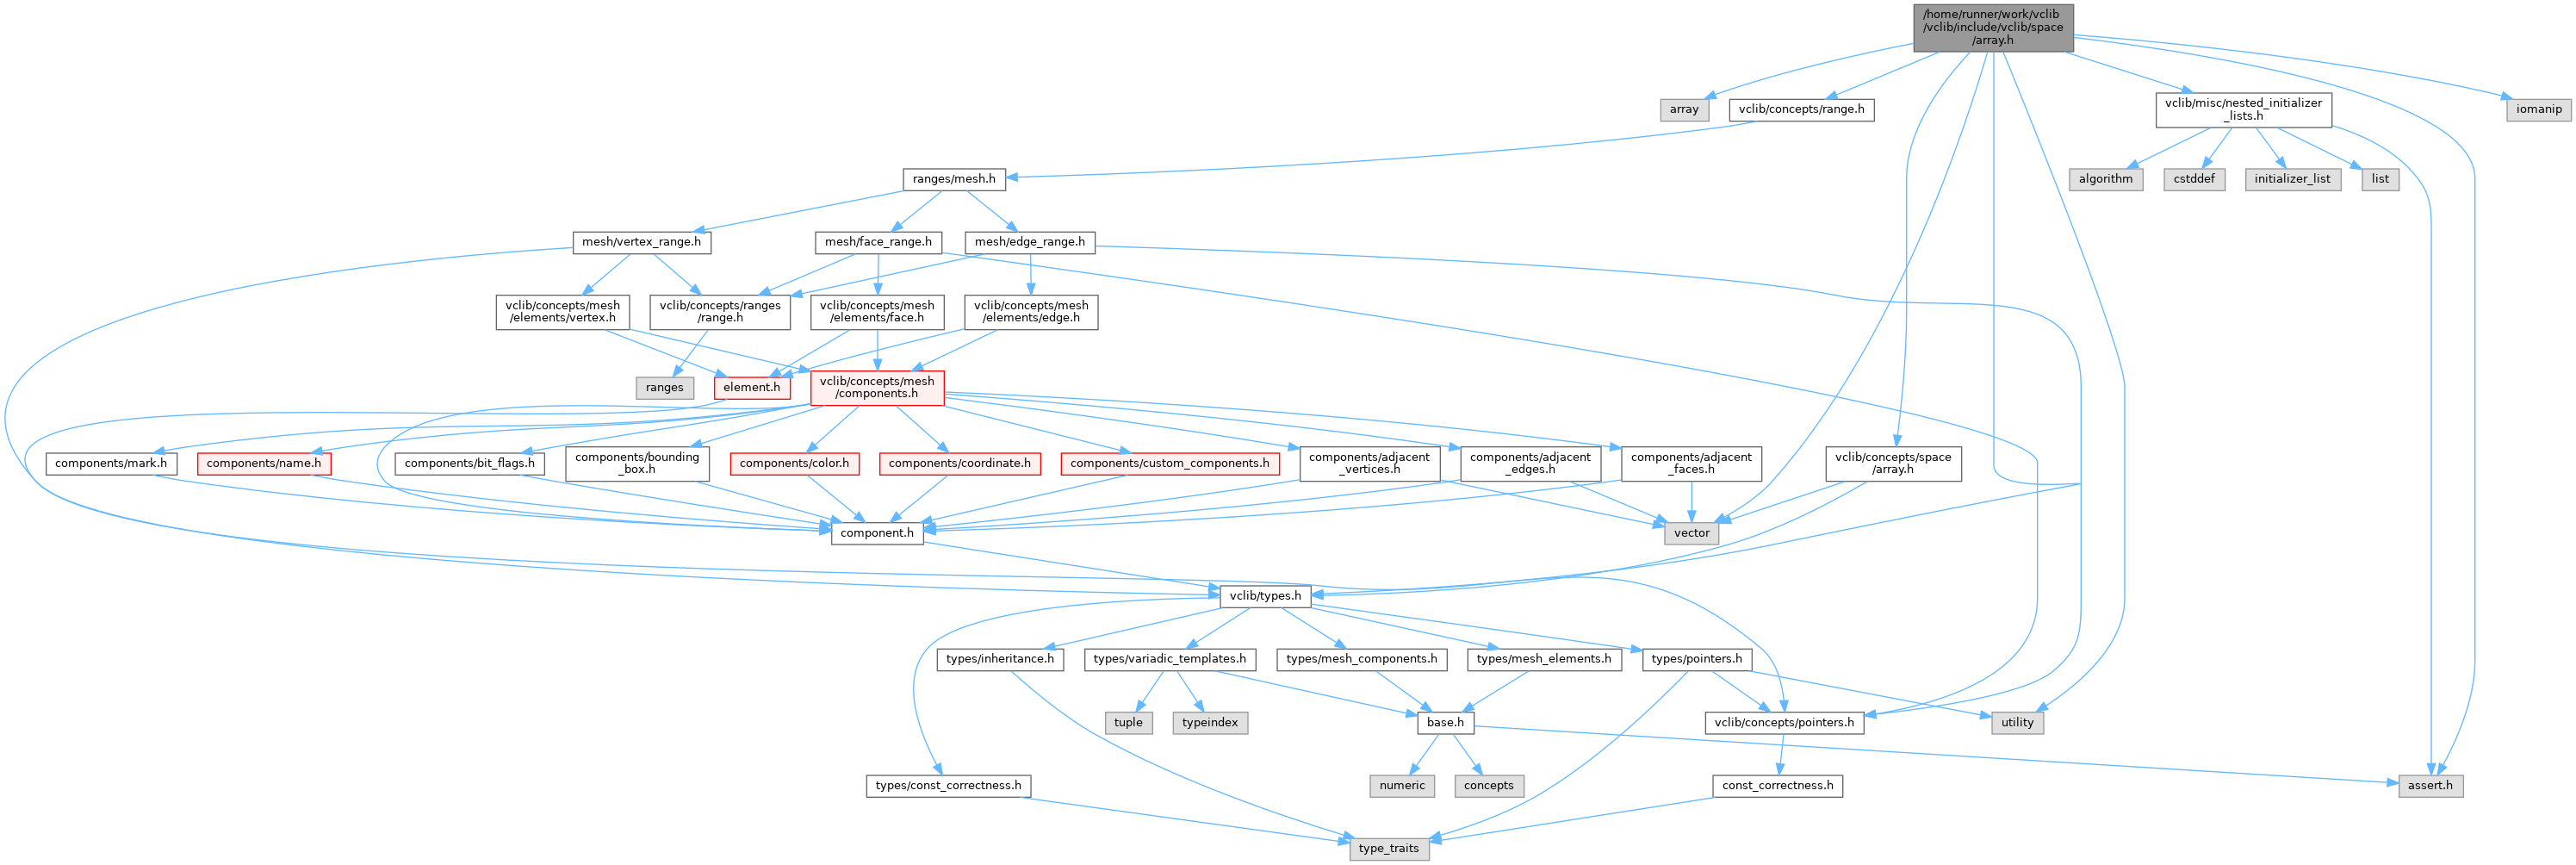 /home/runner/work/vclib
/vclib/include/vclib/space
/array.h
array
vclib/concepts/range.h
vclib/misc/nested_initializer
_lists.h
iomanip
ranges/mesh.h
algorithm
cstddef
initializer_list
list
mesh/vertex_range.h
mesh/face_range.h
mesh/edge_range.h
vclib/concepts/mesh
/elements/vertex.h
vclib/concepts/ranges
/range.h
vclib/concepts/mesh
/elements/face.h
vclib/concepts/mesh
/elements/edge.h
ranges
element.h
vclib/concepts/mesh
/components.h
components/mark.h
components/name.h
components/bit_flags.h
components/bounding
_box.h
components/color.h
components/coordinate.h
components/custom_components.h
components/adjacent
_vertices.h
components/adjacent
_edges.h
components/adjacent
_faces.h
vclib/concepts/space
/array.h
component.h
vector
vclib/types.h
types/inheritance.h
types/variadic_templates.h
types/mesh_components.h
types/mesh_elements.h
types/pointers.h
tuple
typeindex
base.h
vclib/concepts/pointers.h
utility
types/const_correctness.h
numeric
concepts
const_correctness.h
assert.h
type_traits